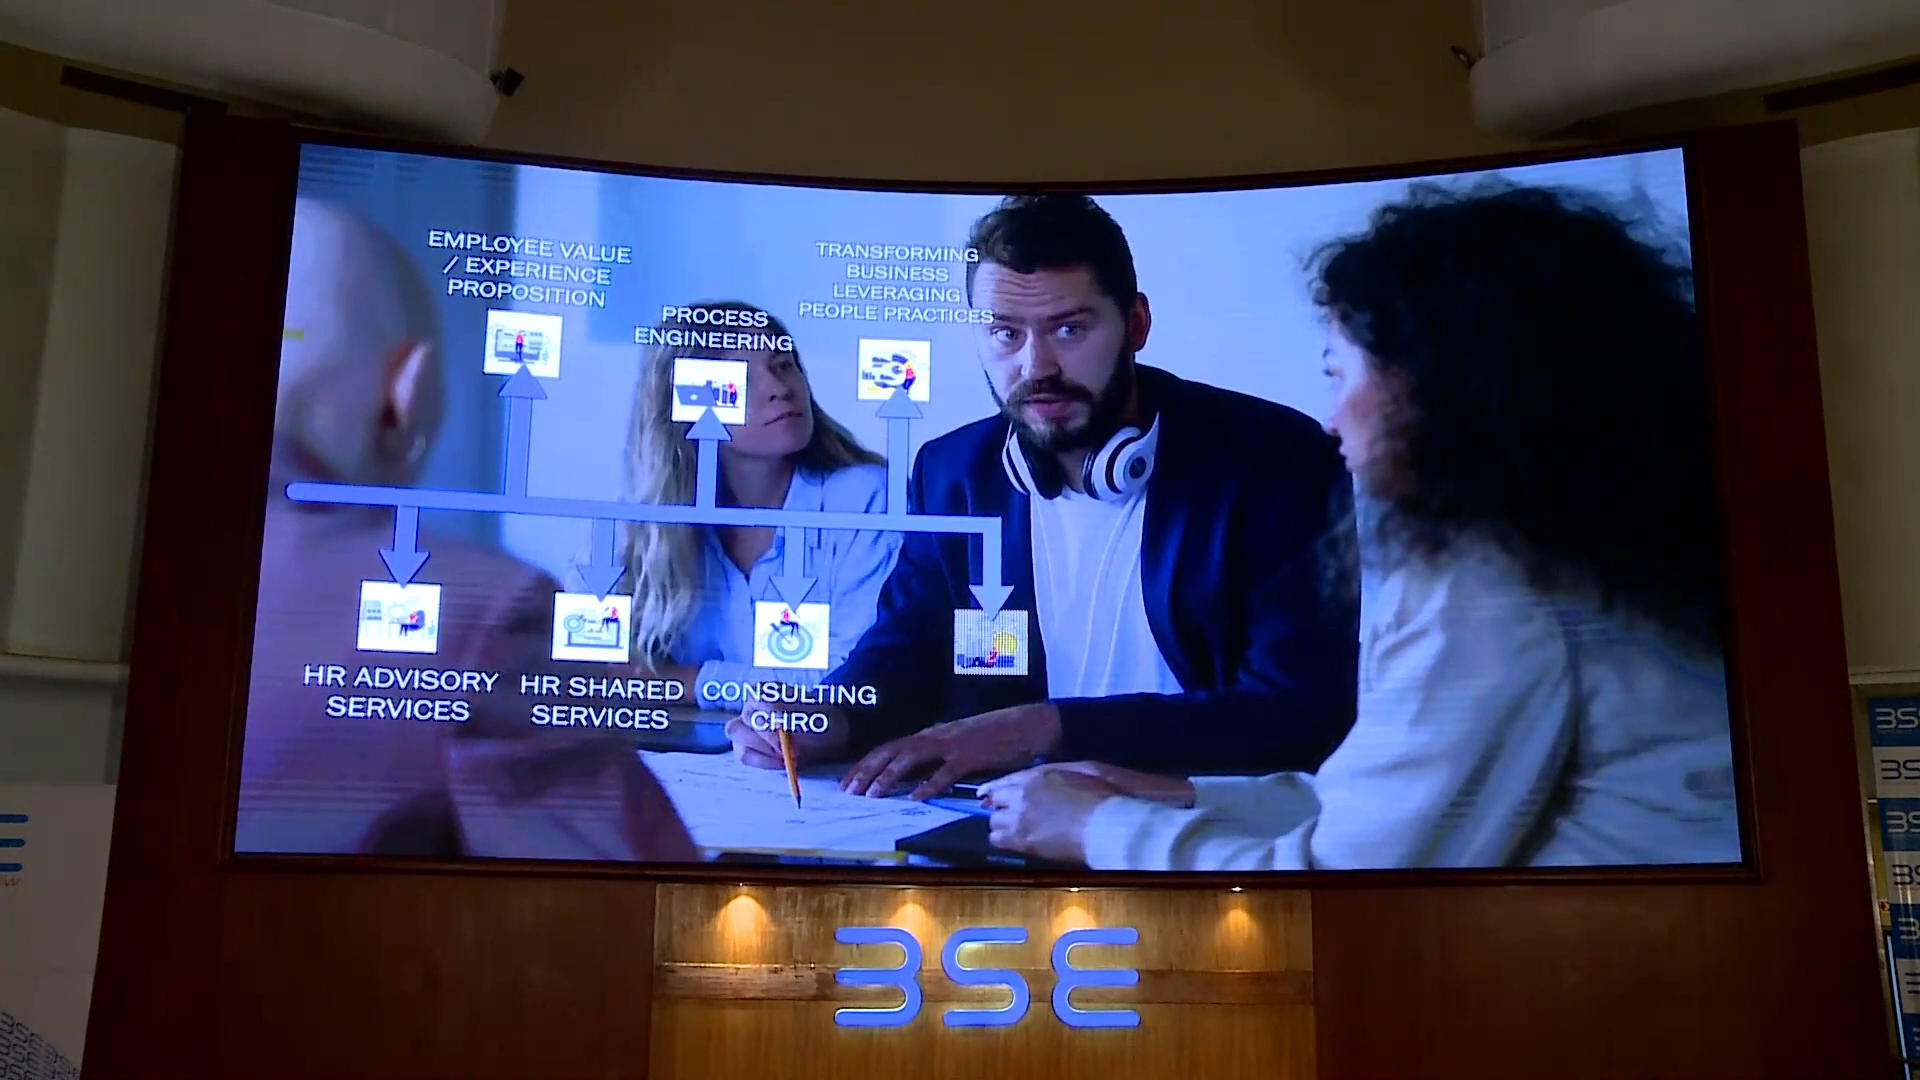 EMPLOYEE VALUE
/ EXPERIENCE
PROPOSITION
PROCESS
ENGINEERING
TRANSFORMING
BUSINESS
LEVERAGING
PEOPLE PRACTICES
HR ADVISORY
SERVICES
HR SHARED
SERVICES
CONSULTING
CHRO
BSE